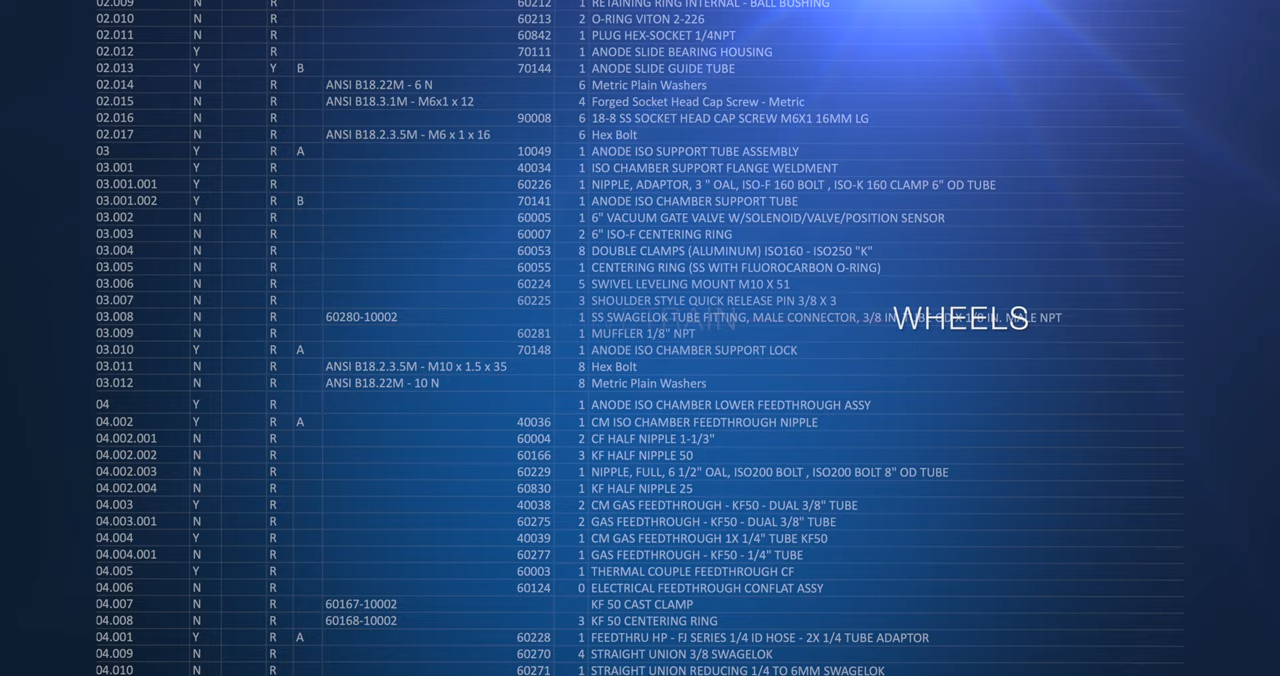 02.009 N R 60212 1 RETAINING RING INTERNAL - BALL BUSHING
02.010 N R 60213 2 O-RING VITON 2-226
02.011 N R 60842 1 PLUG HEX-SOCKET 1/4NPT
02.012 Y R 70111 1 ANODE SLIDE BEARING HOUSING
02.013 Y Y B 70144 1 ANODE SLIDE GUIDE TUBE
02.014 N R ANSI B18.22M - 6 N 6 Metric Plain Washers
02.015 N R ANSI B18.3.1M - M6x1 x 12 4 Forged Socket Head Cap Screw - Metric
02.016 N R 90008 6 18-8 SS SOCKET HEAD CAP SCREW M6X1 16MM LG
02.017 N R ANSI B18.2.3.5M - M6 x 1 x 16 6 Hex Bolt
03 Y R A 10049 1 ANODE ISO SUPPORT TUBE ASSEMBLY
03.001 Y R 40034 1 ISO CHAMBER SUPPORT FLANGE WELDMENT
03.001.001 Y R 60226 1 NIPPLE, ADAPTOR, 3 " OAL, ISO-F 160 BOLT , ISO-K 160 CLAMP 6" OD TUBE
03.001.002 Y R B 70141 1 ANODE ISO CHAMBER SUPPORT TUBE
03.002 N R 60005 1 6" VACUUM GATE VALVE W/SOLENOID/VALVE/POSITION SENSOR
03.003 N R 60007 2 6" ISO-F CENTERING RING
03.004 N R 60053 8 DOUBLE CLAMPS (ALUMINUM) ISO160 - ISO250 "K"
03.005 N R 60055 1 CENTERING RING (SS WITH FLUOROCARBON O-RING)
03.006 N R 60224 5 SWIVEL LEVELING MOUNT M10 X 51
03.007 N R 60225 3 SHOULDER STYLE QUICK RELEASE PIN 3/8 X 3
03.008 N R 60280-10002 1 SS SWAGELOK TUBE FITTING, MALE CONNECTOR, 3/8 IN. TUBE OD X 1/8 IN. MALE NPT
WHEELS
03.009 N R 60281 1 MUFFLER 1/8" NPT
03.010 Y R A 70148 1 ANODE ISO CHAMBER SUPPORT LOCK
03.011 N R ANSI B18.2.3.5M - M10 x 1.5 x 35 8 Hex Bolt
03.012 N R ANSI B18.22M - 10 N 8 Metric Plain Washers
04 Y R 1 ANODE ISO CHAMBER LOWER FEEDTHROUGH ASSY
04.002 Y R A 40036 1 CM ISO CHAMBER FEEDTHROUGH NIPPLE
04.002.001 N R 60004 2 CF HALF NIPPLE 1-1/3"
04.002.002 N R 60166 3 KF HALF NIPPLE 50
04.002.003 N R 60229 1 NIPPLE, FULL, 6 1/2" OAL, ISO200 BOLT , ISO200 BOLT 8" OD TUBE
04.002.004 N R 60830 1 KF HALF NIPPLE 25
04.003 Y R 40038 2 CM GAS FEEDTHROUGH - KF50 - DUAL 3/8" TUBE
04.003.001 N R 60275 2 GAS FEEDTHROUGH - KF50 - DUAL 3/8" TUBE
04.004 Y R 40039 1 CM GAS FEEDTHROUGH 1X 1/4" TUBE KF50
04.004.001 N R 60277 1 GAS FEEDTHROUGH - KF50 - 1/4" TUBE
04.005 Y R 60003 1 THERMAL COUPLE FEEDTHROUGH CF
04.006 N R 60124 0 ELECTRICAL FEEDTHROUGH CONFLAT ASSY
04.007 N R 60167-10002 KF 50 CAST CLAMP
04.008 N R 60168-10002 3 KF 50 CENTERING RING
04.001 Y R A 60228 1 FEEDTHRU HP - FJ SERIES 1/4 ID HOSE - 2X 1/4 TUBE ADAPTOR
04.009 N R 60270 4 STRAIGHT UNION 3/8 SWAGELOK
04.010 N R 60271 1 STRAIGHT UNION REDUCING 1/4 TO 6MM SWAGELOK